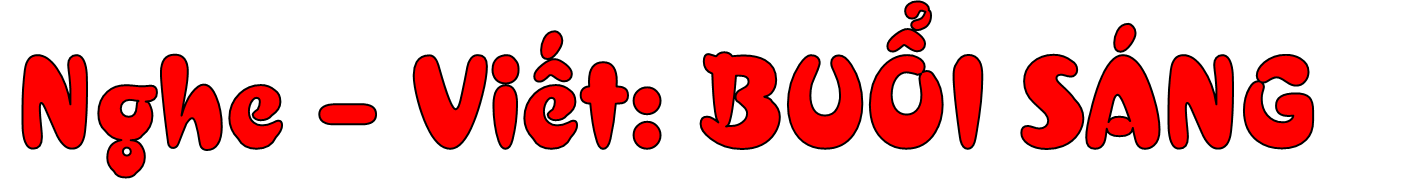 Nghe – Viết: BUỔI SÁNG